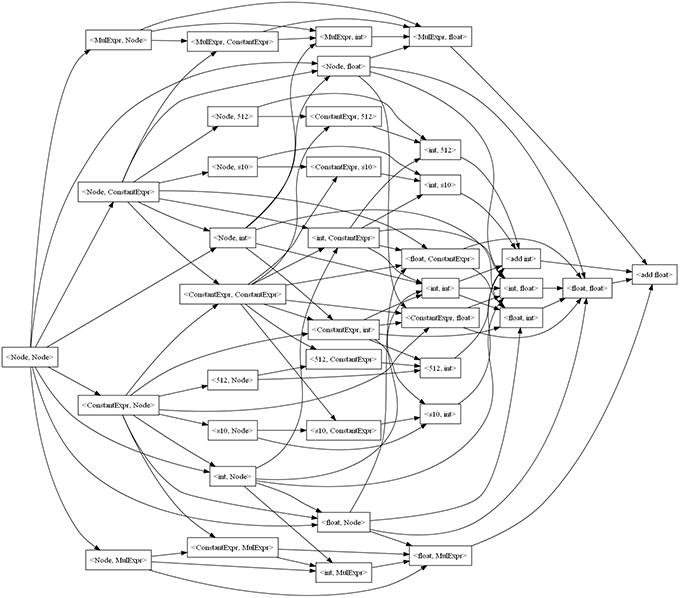 <MulExpr, Node>
<MulExpr, ConstantExpr>
<MulExpr, int>
<MulExpr, float>
<Node, float>
<Node, 512>
<ConstantExpr, 512>
<int, 512>
<Node, s10>
<ConstantExpr, s10>
<int, s10>
<Node, ConstantExpr>
<Node, int>
<int, ConstantExpr>
<float, ConstantExpr>
<add int>
<add float>
<ConstantExpr, ConstantExpr>
<int, int>
<int, float>
<float, float>
<ConstantExpr, float>
<float, int>
<ConstantExpr, int>
<Node, Node>
<512, ConstantExpr>
<512, int>
<512, Node>
<ConstantExpr, Node>
<s10, int>
<s10, Node>
<s10, ConstantExpr>
<int, Node>
<float, Node>
<ConstantExpr, MulExpr>
<float, MulExpr>
<Node, MulExpr>
<int, MulExpr>